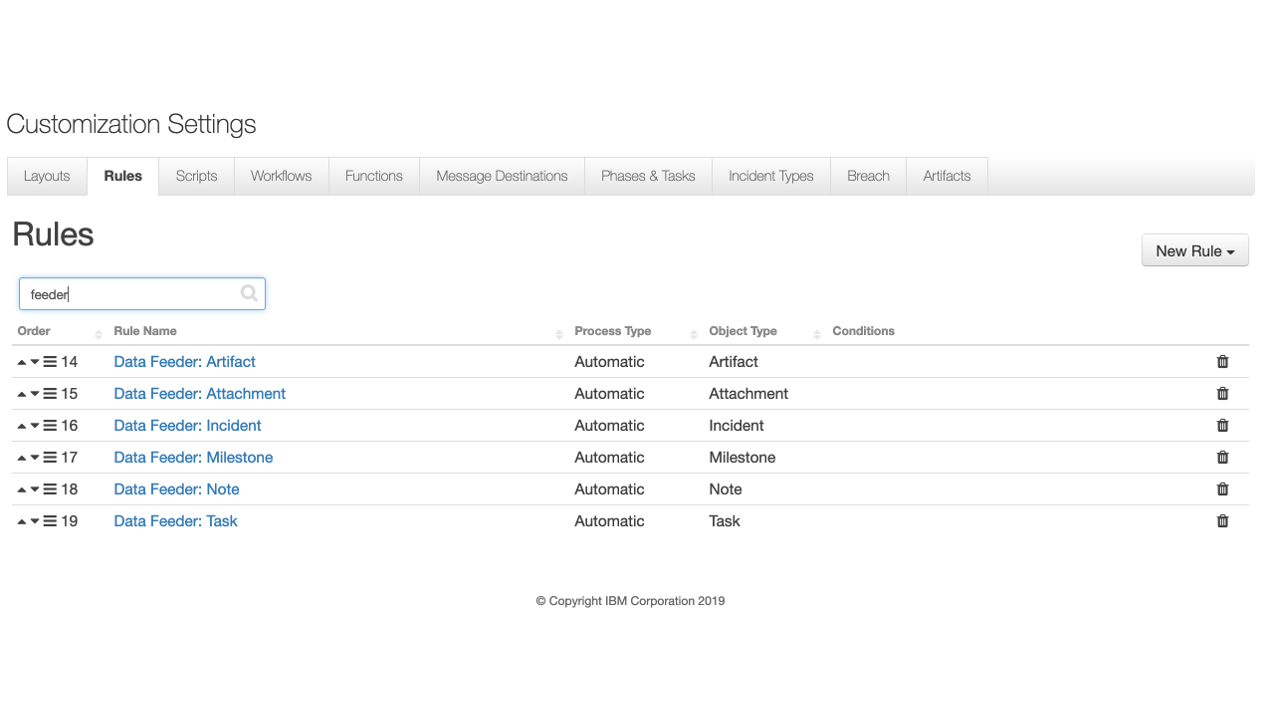 Customization Settings
Layouts Rules Scripts Workflows Functions Message Destinations Phases & Tasks Incident Types Breach Artifacts
Rules
New Rule
feeder
Order Rule Name Process Type Object Type Conditions
14 Data Feeder: Artifact Automatic Artifact
15 Data Feeder: Attachment Automatic Attachment
16 Data Feeder: Incident Automatic Incident
17 Data Feeder: Milestone Automatic Milestone
18 Data Feeder: Note Automatic Note
19 Data Feeder: Task Automatic Task
© Copyright IBM Corporation 2019